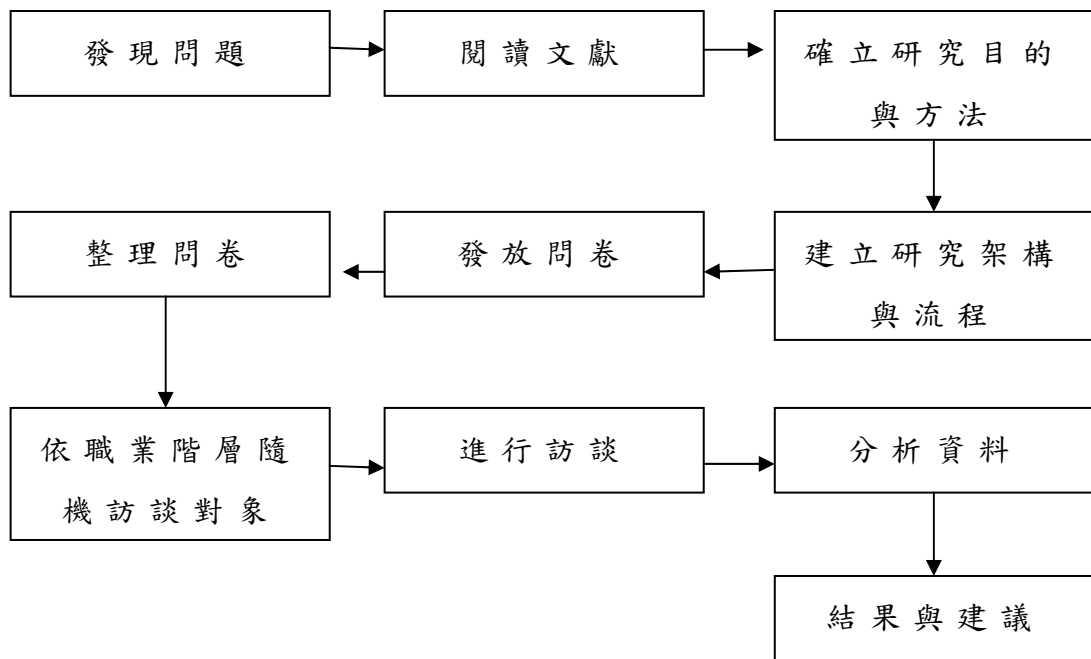 發現問題
閱讀文獻
確立研究目的
與方法
建立研究架構
與流程
發放問卷
整理問卷
依職業階層隨
機訪談對象
進行訪談
分析資料
結果與建議